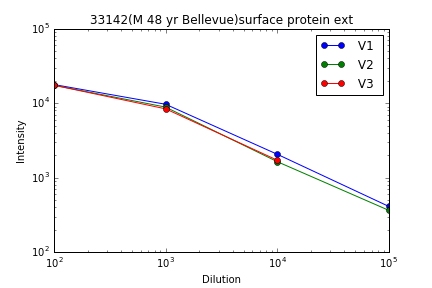 33142(M 48 yr Bellevue)surface protein ext
10^5
V1
V2
V3
10^4
Intensity
10^3
10^2
10^2 10^3 10^4 10^5
Dilution